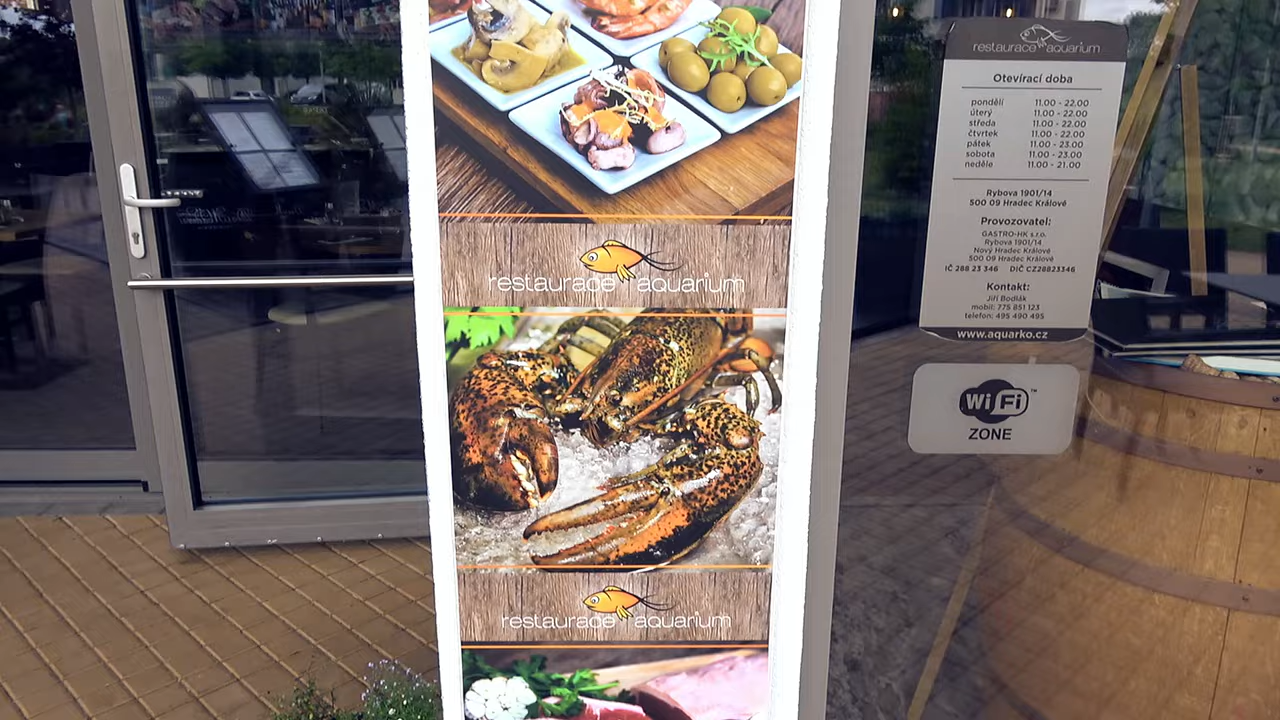 restaurace aquarium
restaurace aquarium
restaurace aquarium
Otevírací doba
pondělí 11.00 - 22.00
úterý 11.00 - 22.00
středa 11.00 - 22.00
čtvrtek 11.00 - 22.00
pátek 11.00 - 23.00
sobota 11.00 - 23.00
neděle 11.00 - 21.00
Rybova 1901/14
500 09 Hradec Králové
Provozovatel:
GASTRO-HK s.r.o.
Rybova 1901/14
Nový Hradec Králové
500 09 Hradec Králové
IČ 288 23 346 DIČ CZ28823346
Kontakt:
Jiří Bodlák
mobil: 775 851 123
telefon: 495 490 495
www.aquarko.cz
WiFi™
ZONE